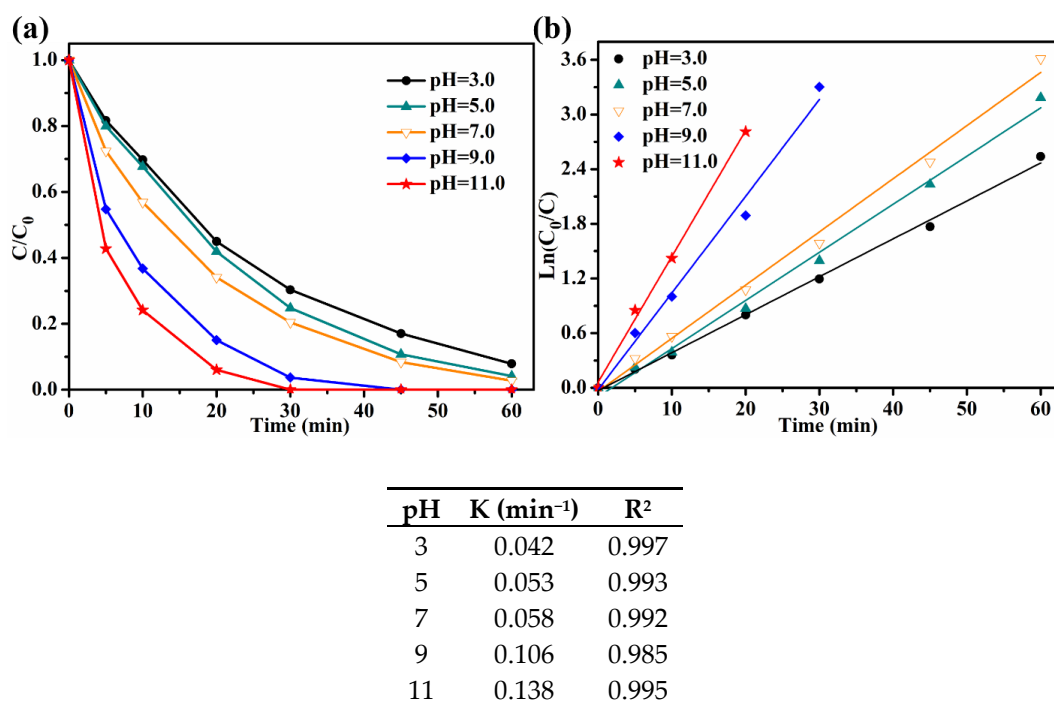 (a)
1.0
0.8
0.6
0.4
0.2
0.0
C/C₀
0
10
20
30
40
50
60
Time (min)
pH=3.0
pH=5.0
pH=7.0
pH=9.0
pH=11.0
(b)
3.6
3.0
2.4
1.8
1.2
0.6
0.0
Ln(C₀/C)
0
10
20
30
40
50
60
Time (min)
pH=3.0
pH=5.0
pH=7.0
pH=9.0
pH=11.0
pH K (min⁻¹) R²
3 0.042 0.997
5 0.053 0.993
7 0.058 0.992
9 0.106 0.985
11 0.138 0.995